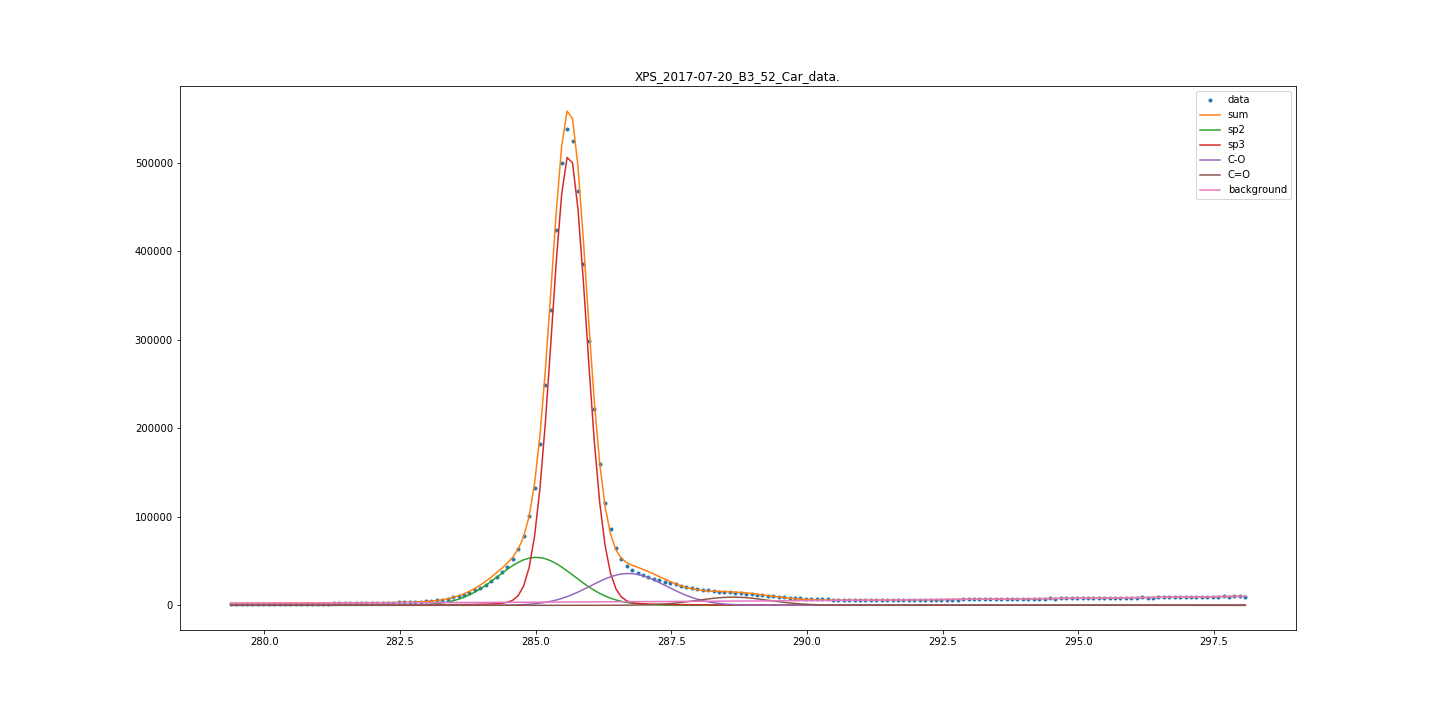 XPS_2017-07-20_B3_52_Car_data.
data
sum
sp2
sp3
C-O
C=O
background
500000
400000
300000
200000
100000
0
280.0 282.5 285.0 287.5 290.0 292.5 295.0 297.5